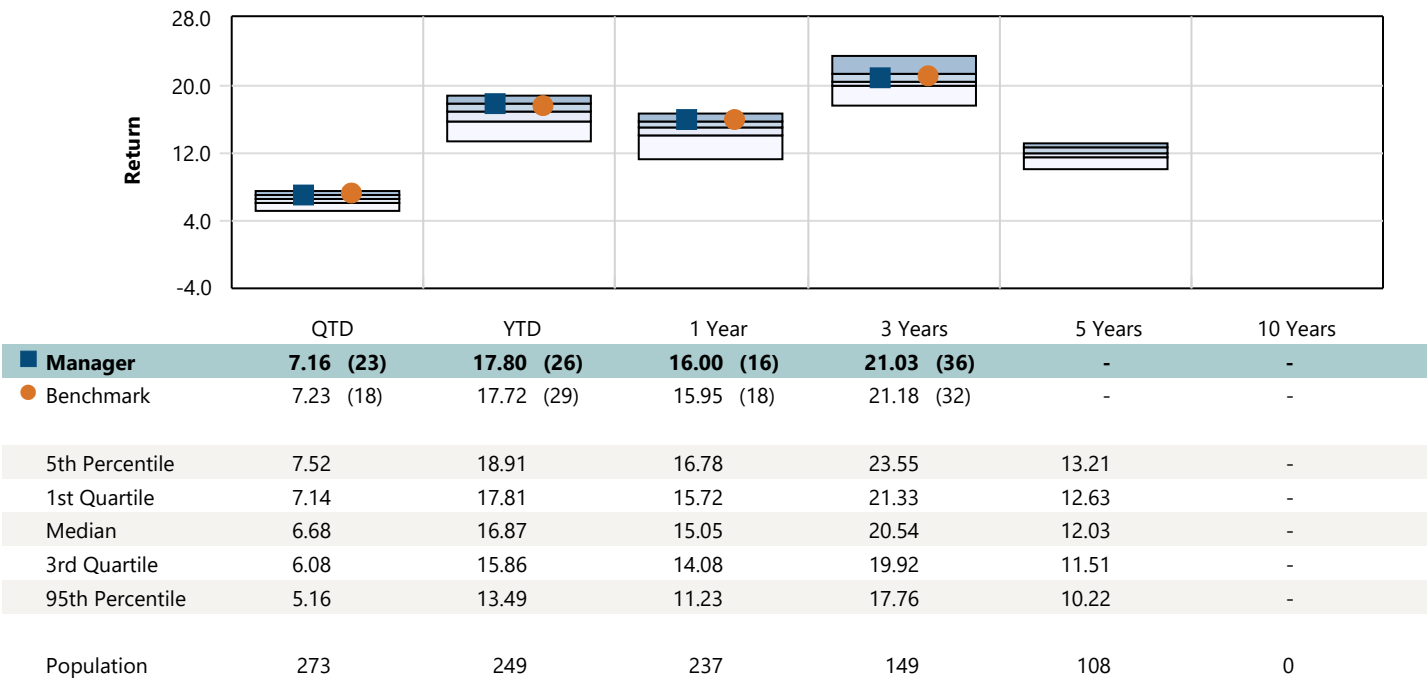 28.0
20.0
12.0
4.0
-4.0
Return
QTD YTD 1 Year 3 Years 5 Years 10 Years
Manager 7.16 (23) 17.80 (26) 16.00 (16) 21.03 (36) - -
Benchmark 7.23 (18) 17.72 (29) 15.95 (18) 21.18 (32) - -
5th Percentile 7.52 18.91 16.78 23.55 13.21 -
1st Quartile 7.14 17.81 15.72 21.33 12.63 -
Median 6.68 16.87 15.05 20.54 12.03 -
3rd Quartile 6.08 15.86 14.08 19.92 11.51 -
95th Percentile 5.16 13.49 11.23 17.76 10.22 -
Population 273 249 237 149 108 0